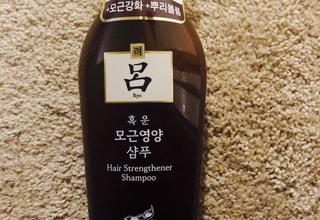 +모근강화 +뿌리볼륨
려
呂
Ryo
흑운
모근영양
샴푸
Hair Strengthener
Shampoo